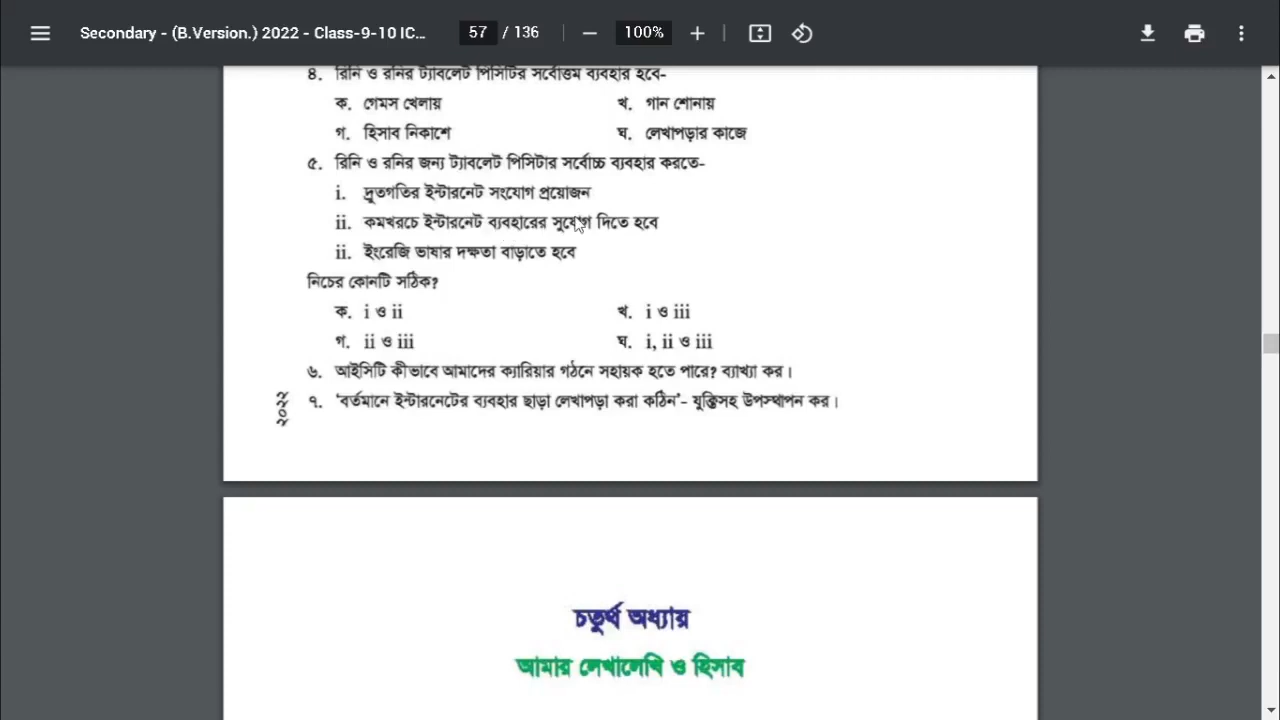 Secondary - (B.Version.) 2022 - Class-9-10 IC...
57 / 136
100%
৪. রিনি ও রনির ট্যাবলেট পিসিটির সর্বোত্তম ব্যবহার হবে-
ক. গেমস খেলায় খ. গান শোনায়
গ. হিসাব নিকাশে ঘ. লেখাপড়ার কাজে
৫. রিনি ও রনির জন্য ট্যাবলেট পিসিটার সর্বোচ্চ ব্যবহার করতে-
i. দ্রুতগতির ইন্টারনেট সংযোগ প্রয়োজন
ii. কমখরচে ইন্টারনেট ব্যবহারের সুযোগ দিতে হবে
ii. ইংরেজি ভাষার দক্ষতা বাড়াতে হবে
নিচের কোনটি সঠিক?
ক. i ও ii খ. i ও iii
গ. ii ও iii ঘ. i, ii ও iii
৬. আইসিটি কীভাবে আমাদের ক্যারিয়ার গঠনে সহায়ক হতে পারে? ব্যাখ্যা কর।
৭. ‘বর্তমানে ইন্টারনেটের ব্যবহার ছাড়া লেখাপড়া করা কঠিন’- যুক্তিসহ উপস্থাপন কর।
২০২২
চতুর্থ অধ্যায়
আমার লেখালেখি ও হিসাব